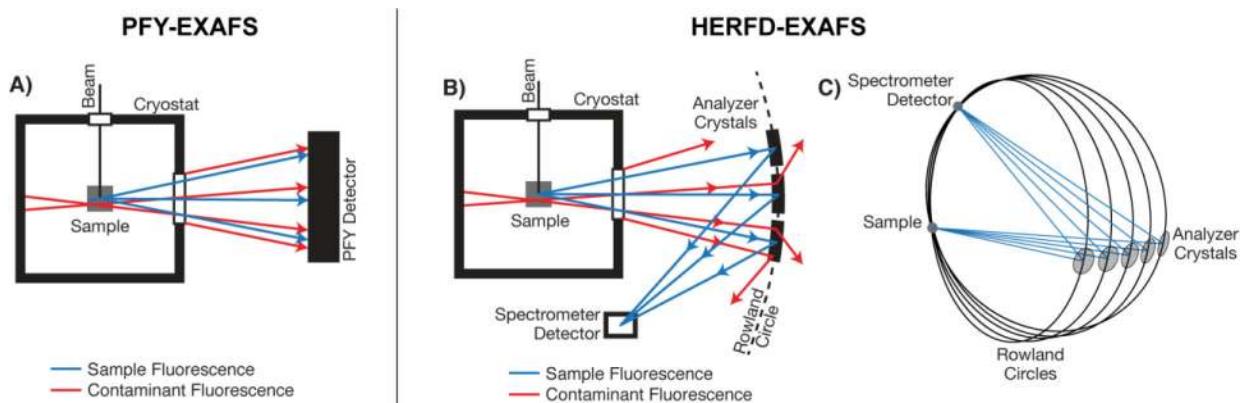 PFY-EXAFS
A)
Beam
Cryostat
Sample
PFY Detector
Sample Fluorescence
Contaminant Fluorescence
HERFD-EXAFS
B)
Beam
Cryostat
Analyzer
Crystals
Sample
Spectrometer
Detector
Rowland
Circle
Sample Fluorescence
Contaminant Fluorescence
C)
Spectrometer
Detector
Sample
Analyzer
Crystals
Rowland
Circles